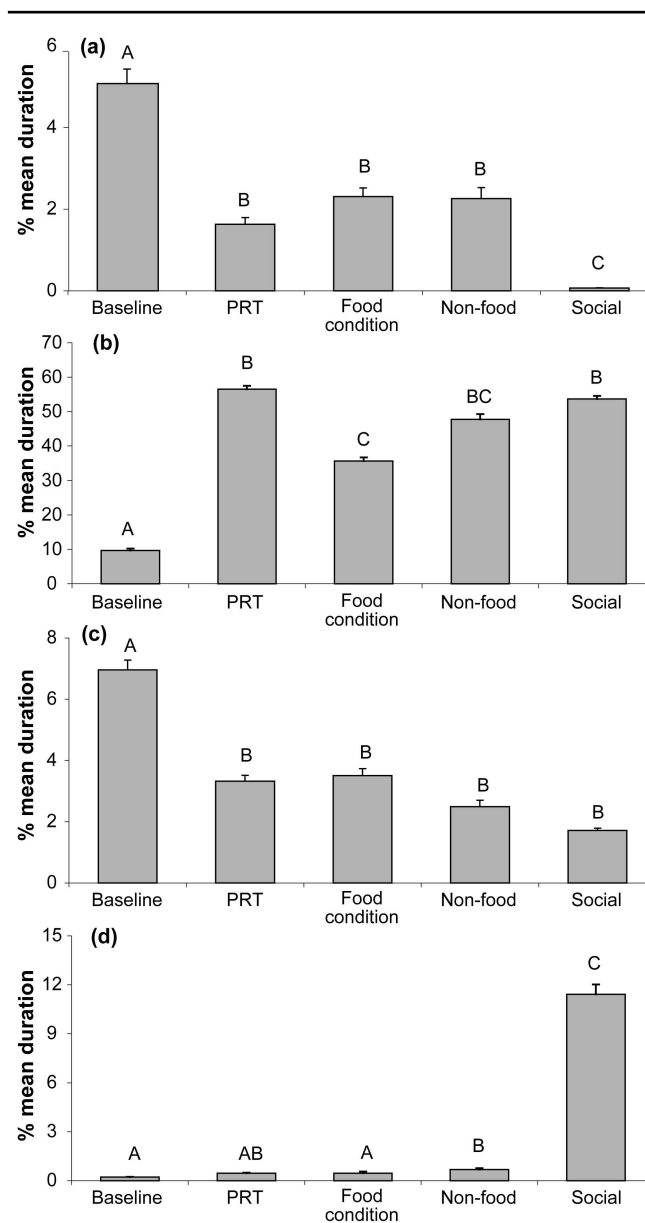 (a)
% mean duration
6
4
2
0
A
B
B
B
C
Baseline PRT Food condition Non-food Social
(b)
% mean duration
70
60
50
40
30
20
10
0
A
B
C
BC
B
Baseline PRT Food condition Non-food Social
(c)
% mean duration
8
6
4
2
0
A
B
B
B
B
Baseline PRT Food condition Non-food Social
(d)
% mean duration
15
12
9
6
3
0
A
AB
A
B
C
Baseline PRT Food condition Non-food Social